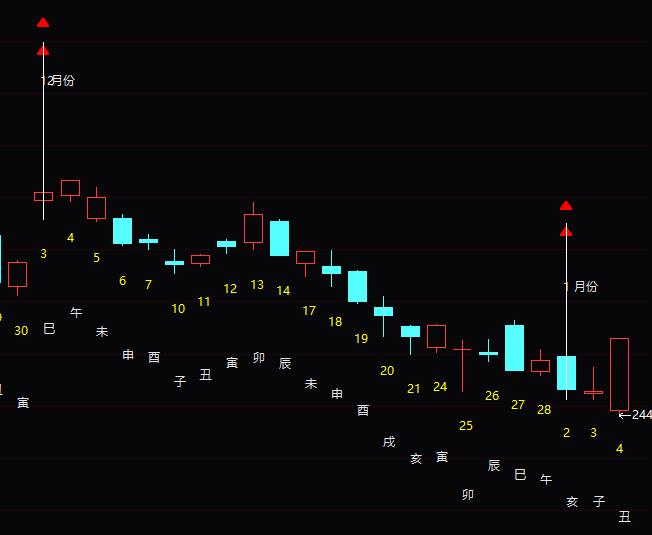 12月份
1 月份
3
4
5
6
7
10
11
12
13
14
17
18
19
20
21
24
25
26
27
28
2
3
4
30
←244
巳
午
未
申
酉
子
丑
寅
卯
辰
未
申
酉
戌
亥
寅
卯
辰
巳
午
亥
子
丑
寅